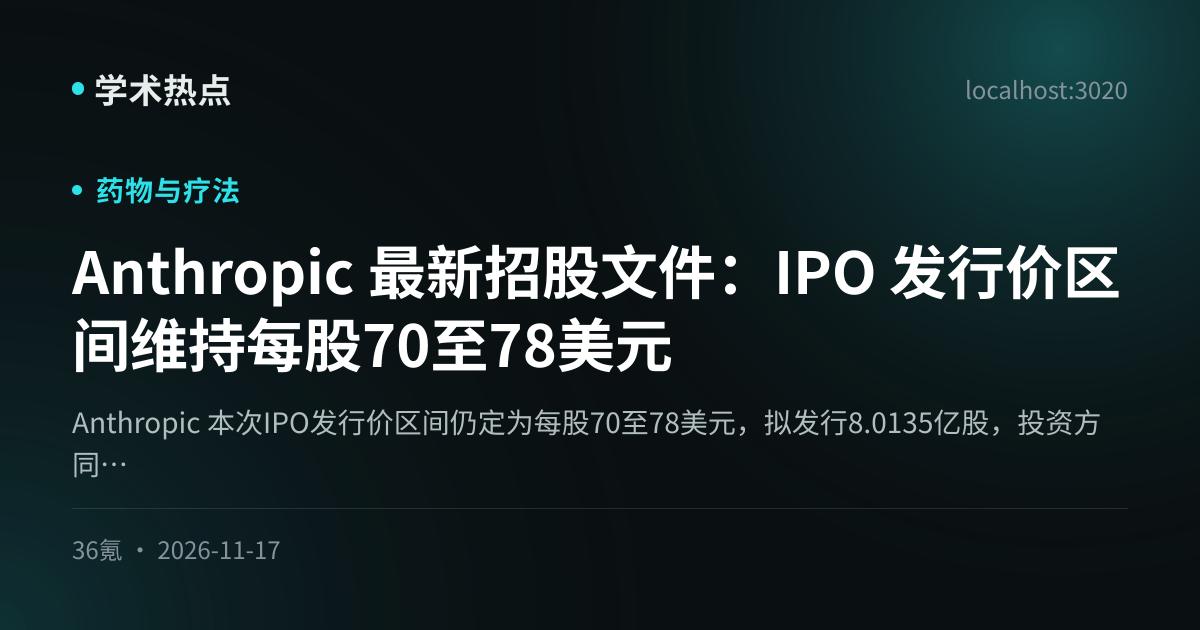 学术热点
localhost:3020
药物与疗法
Anthropic 最新招股文件：IPO 发行价区
间维持每股70至78美元
Anthropic 本次IPO发行价区间仍定为每股70至78美元，拟发行8.0135亿股，投资方
同…
36氪 · 2026-11-17